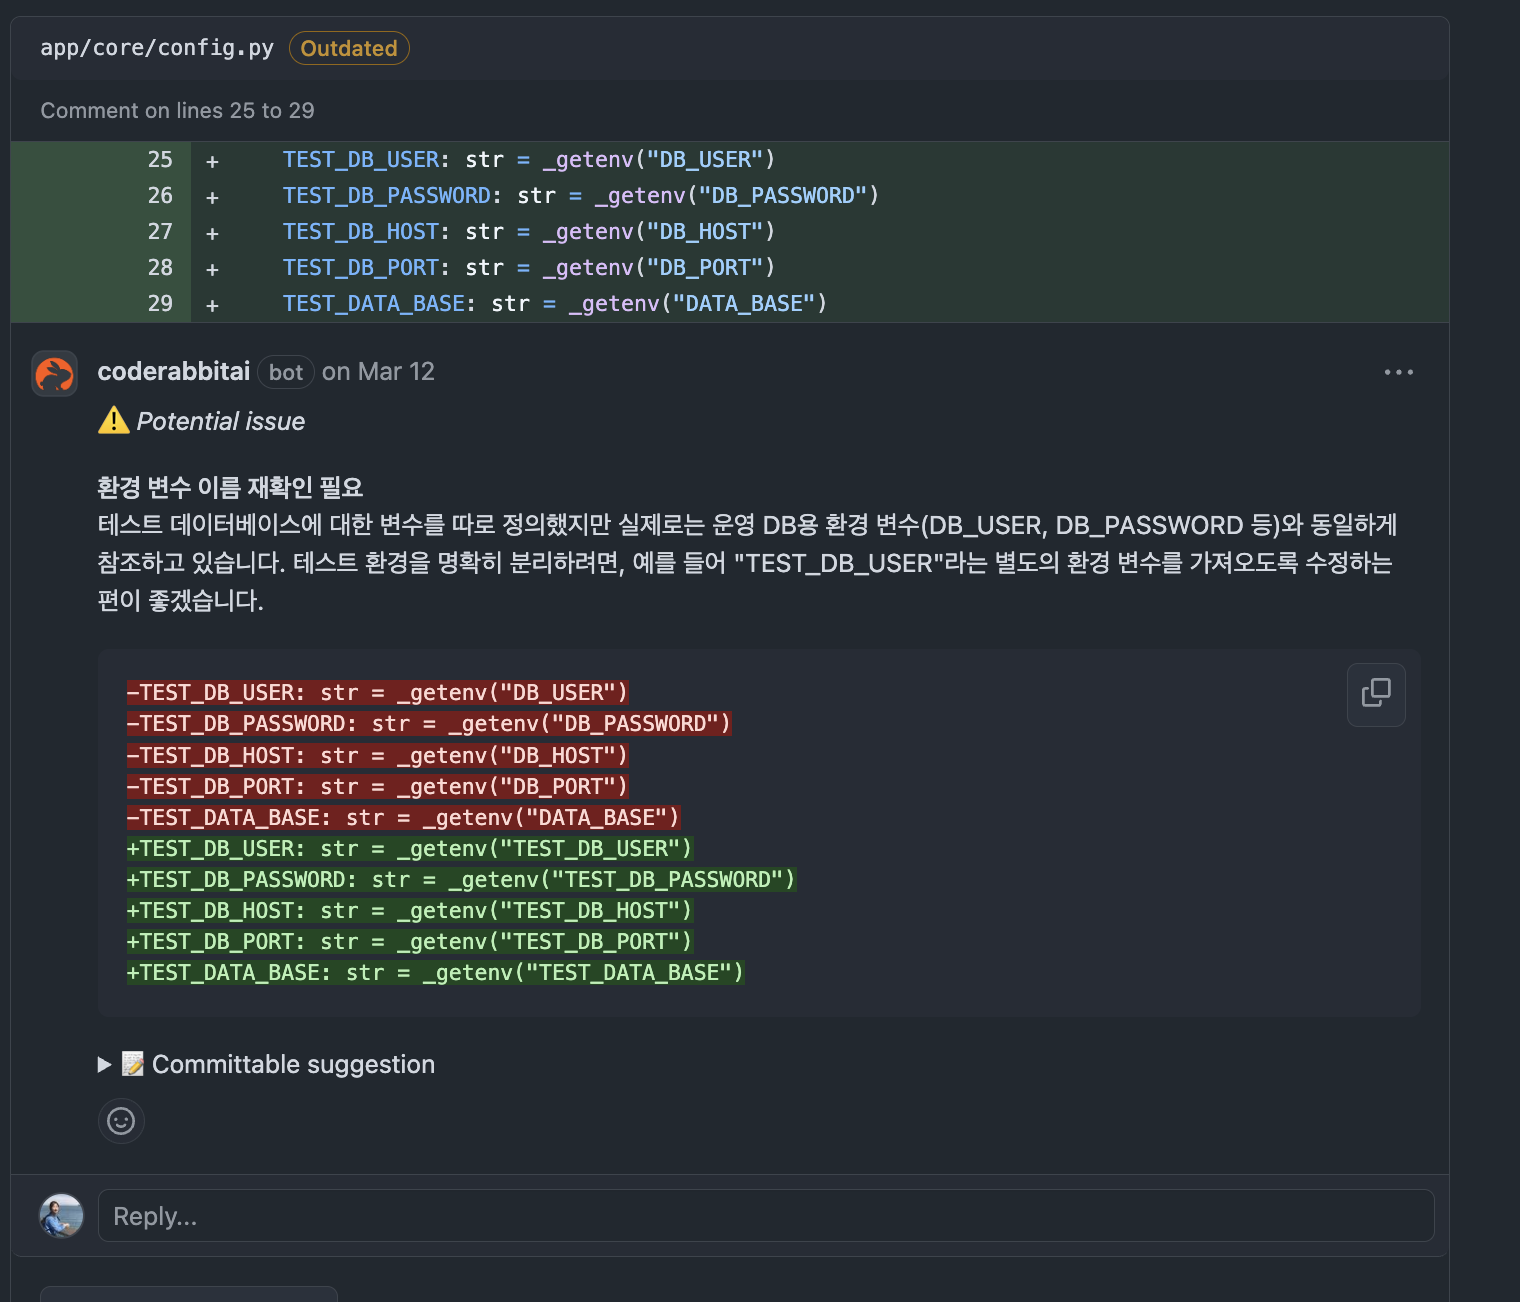 app/core/config.py Outdated
Comment on lines 25 to 29
25 + TEST_DB_USER: str = _getenv("DB_USER")
26 + TEST_DB_PASSWORD: str = _getenv("DB_PASSWORD")
27 + TEST_DB_HOST: str = _getenv("DB_HOST")
28 + TEST_DB_PORT: str = _getenv("DB_PORT")
29 + TEST_DATA_BASE: str = _getenv("DATA_BASE")
coderabbitai bot on Mar 12
⚠️ Potential issue
환경 변수 이름 재확인 필요
테스트 데이터베이스에 대한 변수를 따로 정의했지만 실제로는 운영 DB용 환경 변수(DB_USER, DB_PASSWORD 등)와 동일하게
참조하고 있습니다. 테스트 환경을 명확히 분리하려면, 예를 들어 "TEST_DB_USER"라는 별도의 환경 변수를 가져오도록 수정하는
편이 좋겠습니다.
-TEST_DB_USER: str = _getenv("DB_USER")
-TEST_DB_PASSWORD: str = _getenv("DB_PASSWORD")
-TEST_DB_HOST: str = _getenv("DB_HOST")
-TEST_DB_PORT: str = _getenv("DB_PORT")
-TEST_DATA_BASE: str = _getenv("DATA_BASE")
+TEST_DB_USER: str = _getenv("TEST_DB_USER")
+TEST_DB_PASSWORD: str = _getenv("TEST_DB_PASSWORD")
+TEST_DB_HOST: str = _getenv("TEST_DB_HOST")
+TEST_DB_PORT: str = _getenv("TEST_DB_PORT")
+TEST_DATA_BASE: str = _getenv("TEST_DATA_BASE")
▶ 📝 Committable suggestion
Reply...